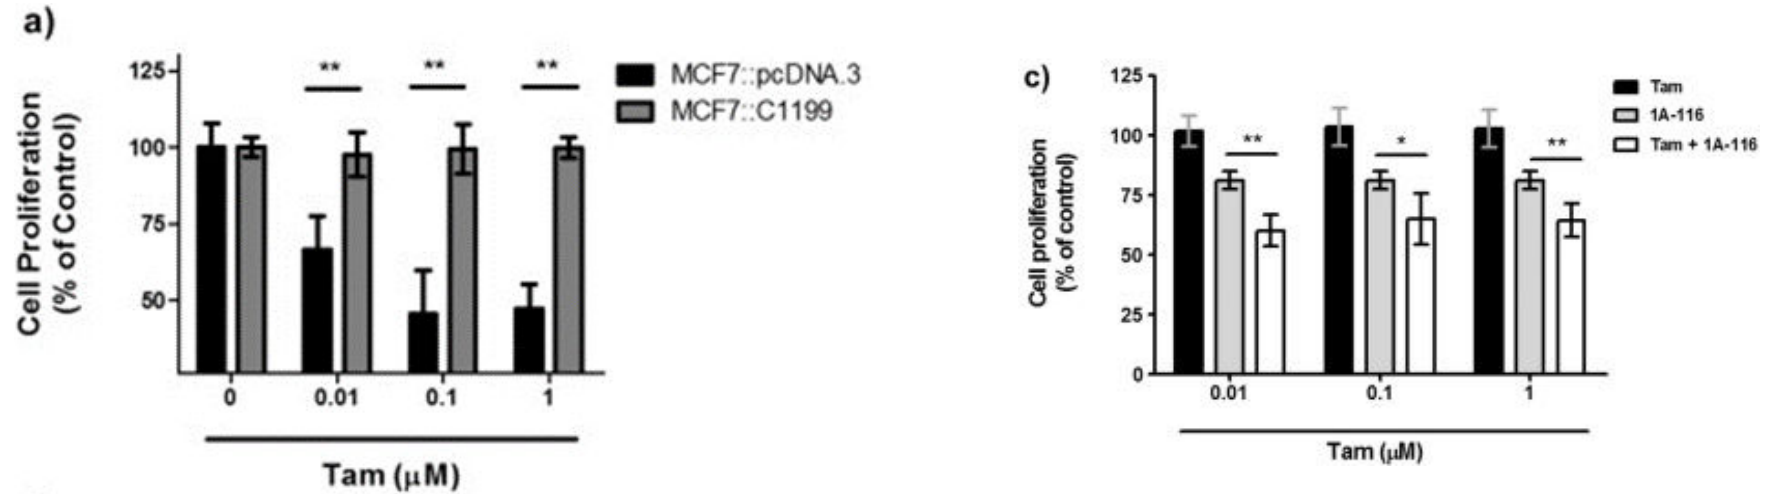 a)
Cell Proliferation
(% of Control)
125
100
75
50
**
**
**
0
0.01
0.1
1
Tam (μM)
MCF7::pcDNA.3
MCF7::C1199
c)
Cell proliferation
(% of control)
125
100
75
50
25
0
**
*
**
0.01
0.1
1
Tam (μM)
Tam
1A-116
Tam + 1A-116